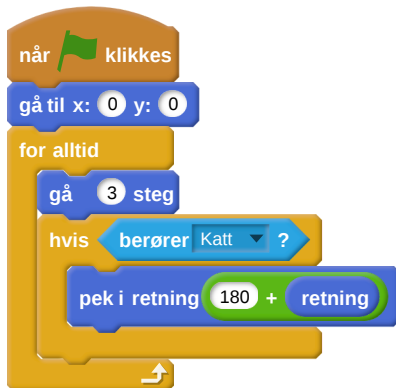 når klikkes
gå til x: 0 y: 0
for alltid
gå 3 steg
hvis berører Katt ?
pek i retning 180 + retning